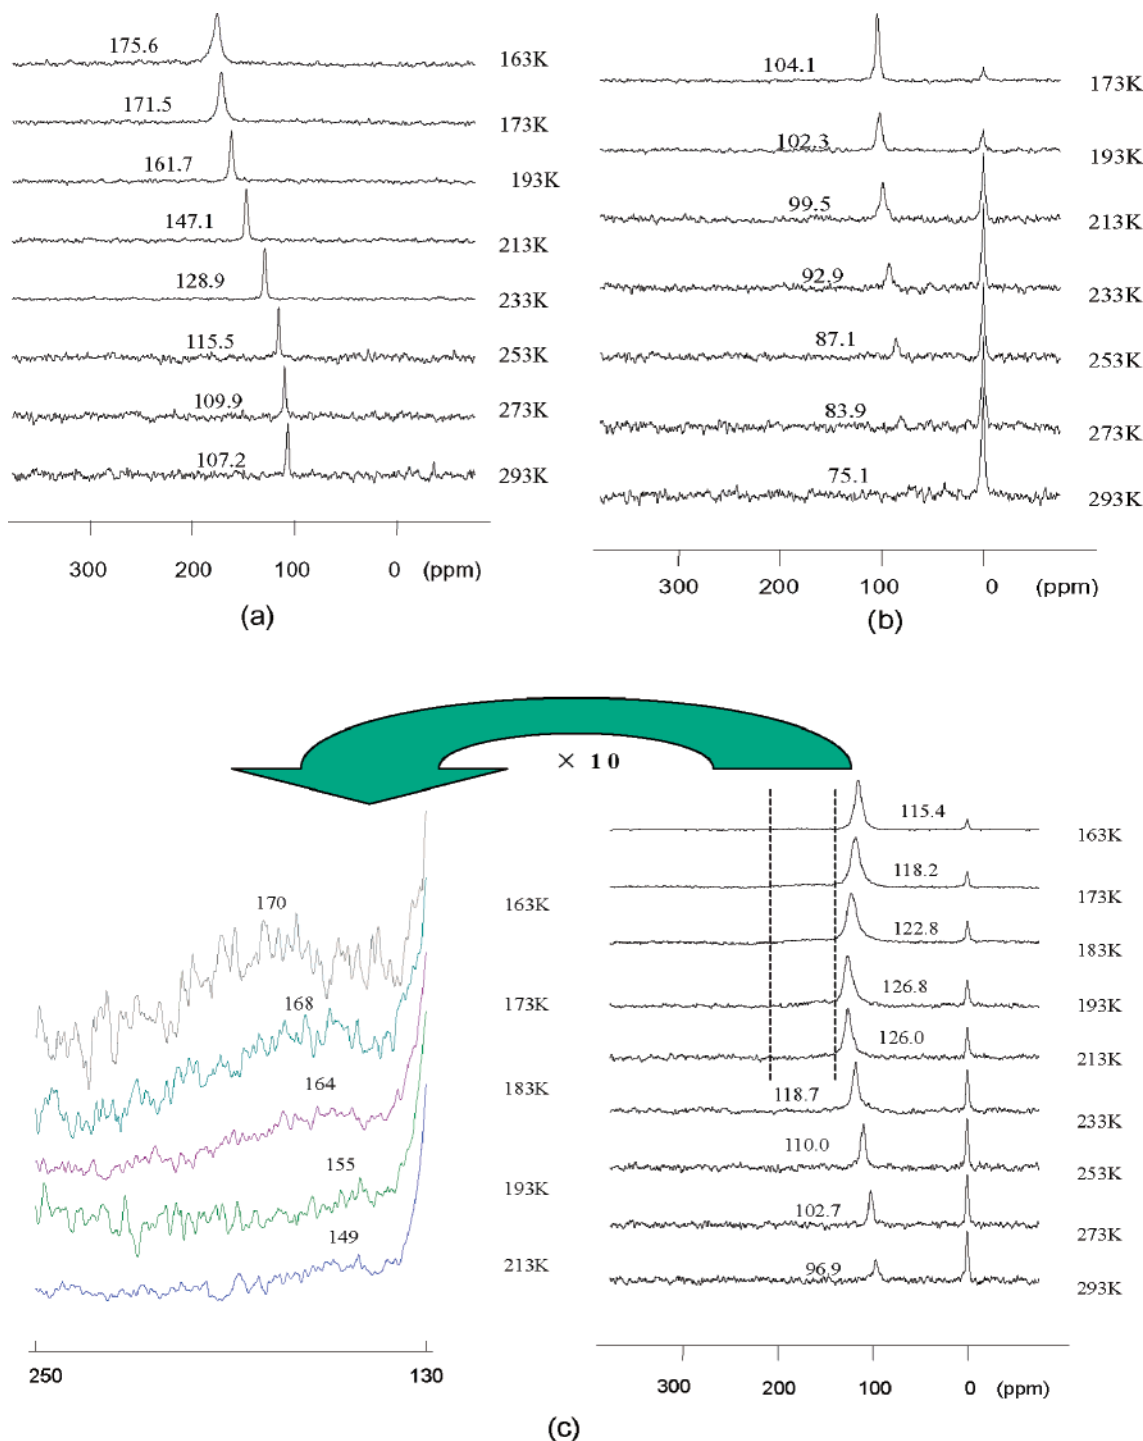 175.6 163K
171.5 173K
161.7 193K
147.1 213K
128.9 233K
115.5 253K
109.9 273K
107.2 293K
300 200 100 0 (ppm)
(a)
104.1 173K
102.3 193K
99.5 213K
92.9 233K
87.1 253K
83.9 273K
75.1 293K
300 200 100 0 (ppm)
(b)
× 10
170 163K
168 173K
164 183K
155 193K
149 213K
250 130
115.4 163K
118.2 173K
122.8 183K
126.8 193K
126.0 213K
118.7 233K
110.0 253K
102.7 273K
96.9 293K
300 200 100 0 (ppm)
(c)